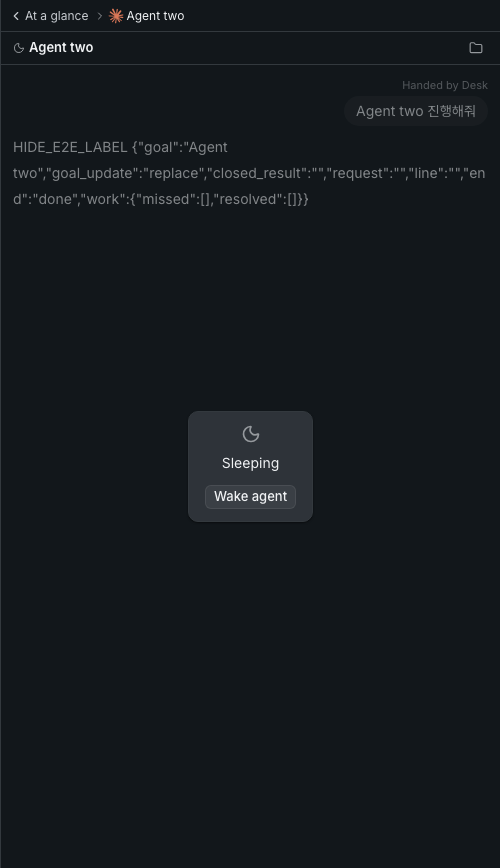 At a glance
Agent two
Agent two
Handed by Desk
Agent two 진행해줘
HIDE_E2E_LABEL {"goal":"Agent
two","goal_update":"replace","closed_result":"","request":"","line":"","en
d":"done","work":{"missed":[],"resolved":[]}}
Sleeping
Wake agent